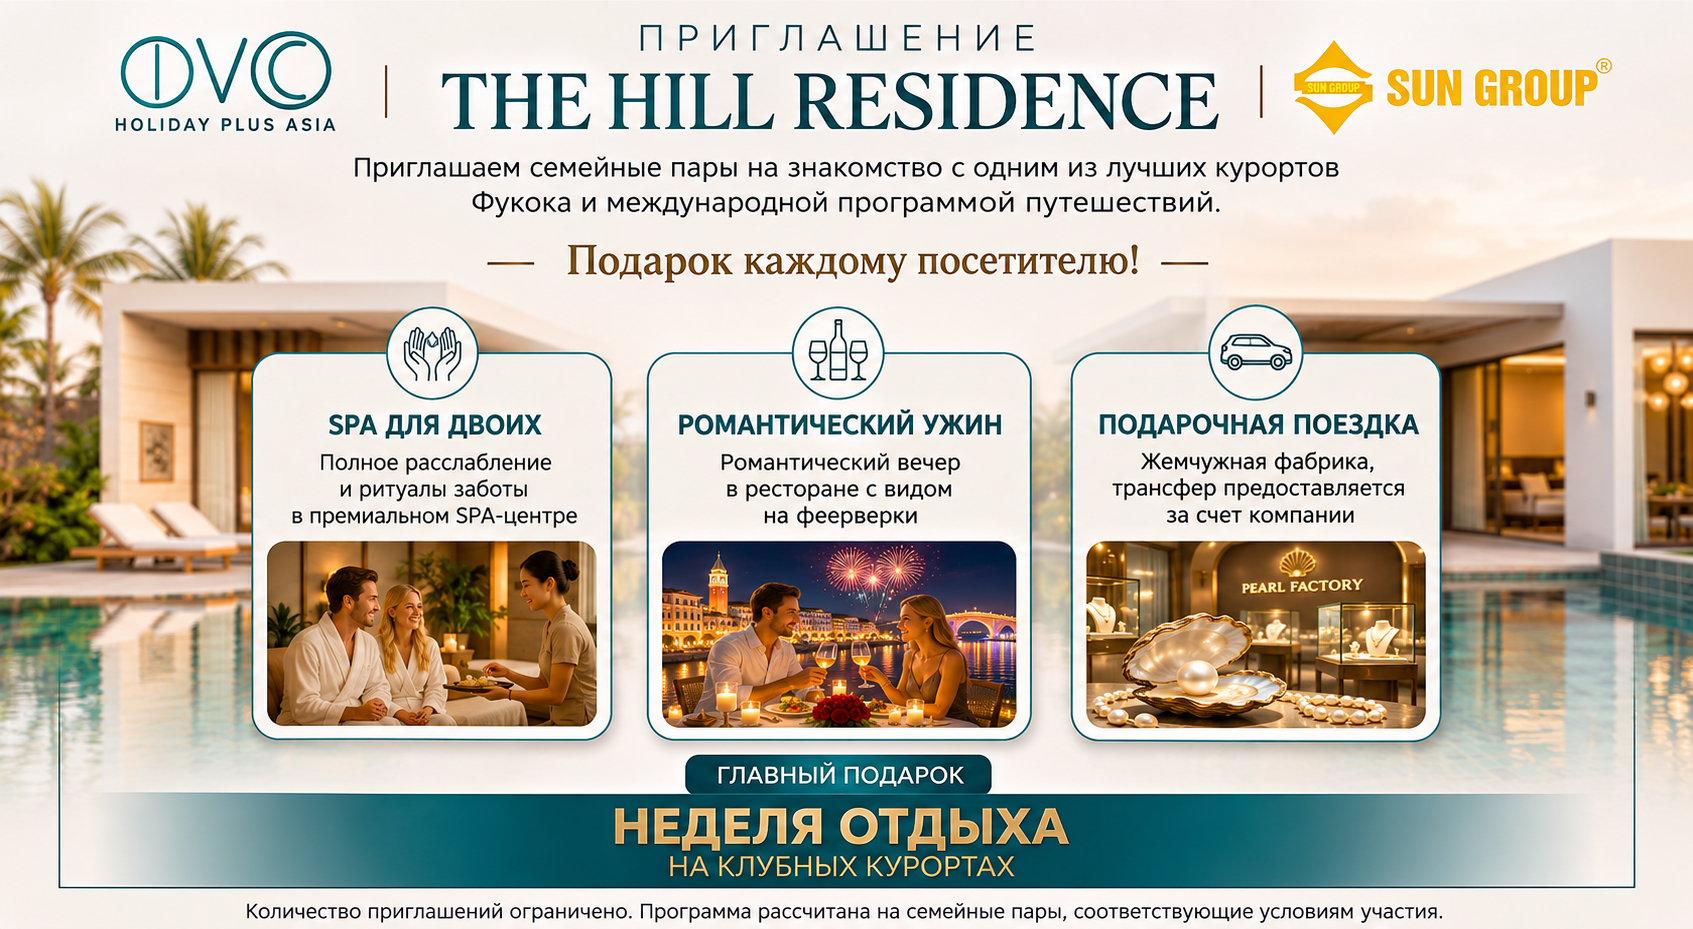 ПРИГЛАШЕНИЕ
IVC
HOLIDAY PLUS ASIA
THE HILL RESIDENCE
SUN GROUP
SUN GROUP®
Приглашаем семейные пары на знакомство с одним из лучших курортов
Фукока и международной программой путешествий.
— Подарок каждому посетителю! —
SPA ДЛЯ ДВОИХ
Полное расслабление
и ритуалы заботы
в премиальном SPA-центре
РОМАНТИЧЕСКИЙ УЖИН
Романтический вечер
в ресторане с видом
на феерверки
ПОДАРОЧНАЯ ПОЕЗДКА
Жемчужная фабрика,
трансфер предоставляется
за счет компании
PEARL FACTORY
ГЛАВНЫЙ ПОДАРОК
НЕДЕЛЯ ОТДЫХА
НА КЛУБНЫХ КУРОРТАХ
Количество приглашений ограничено. Программа рассчитана на семейные пары, соответствующие условиям участия.